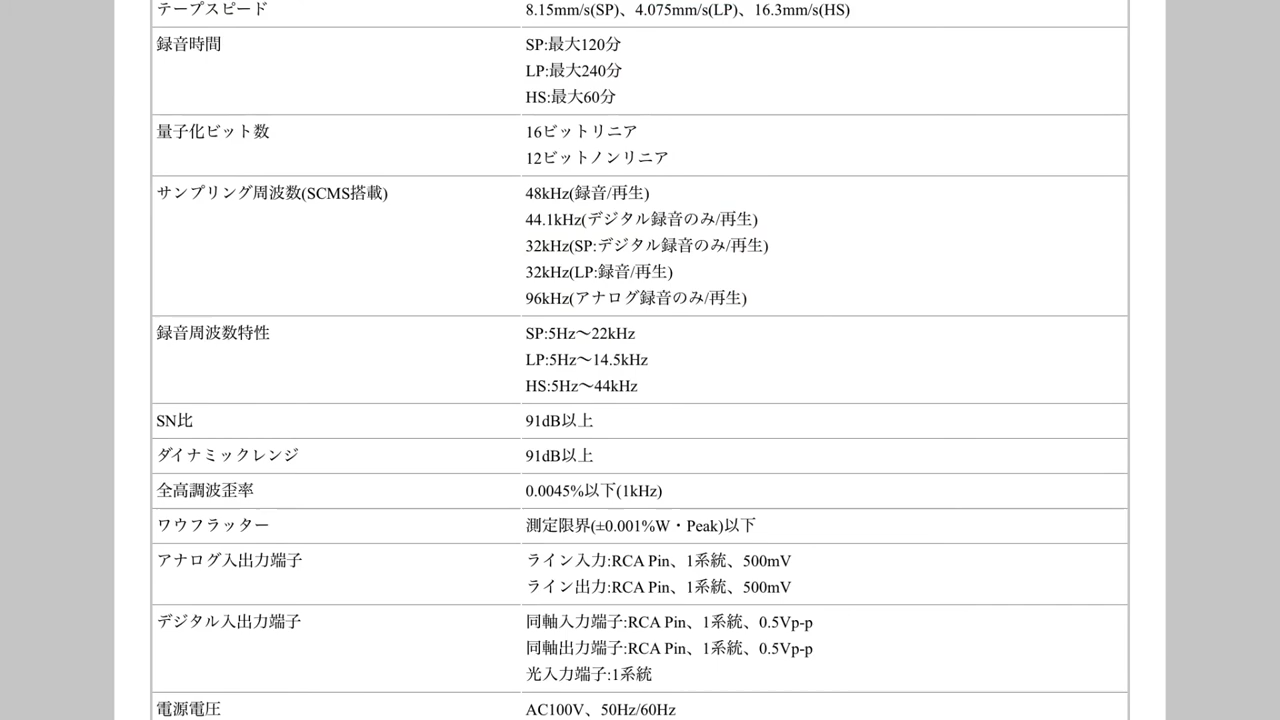 テープスピード 8.15mm/s(SP)、4.075mm/s(LP)、16.3mm/s(HS)
録音時間 SP:最大120分
LP:最大240分
HS:最大60分
量子化ビット数 16ビットリニア
12ビットノンリニア
サンプリング周波数(SCMS搭載) 48kHz(録音/再生)
44.1kHz(デジタル録音のみ/再生)
32kHz(SP:デジタル録音のみ/再生)
32kHz(LP:録音/再生)
96kHz(アナログ録音のみ/再生)
録音周波数特性 SP:5Hz〜22kHz
LP:5Hz〜14.5kHz
HS:5Hz〜44kHz
SN比 91dB以上
ダイナミックレンジ 91dB以上
全高調波歪率 0.0045%以下(1kHz)
ワウフラッター 測定限界(±0.001%W・Peak)以下
アナログ入出力端子 ライン入力:RCA Pin、1系統、500mV
ライン出力:RCA Pin、1系統、500mV
デジタル入出力端子 同軸入力端子:RCA Pin、1系統、0.5Vp-p
同軸出力端子:RCA Pin、1系統、0.5Vp-p
光入力端子:1系統
電源電圧 AC100V、50Hz/60Hz